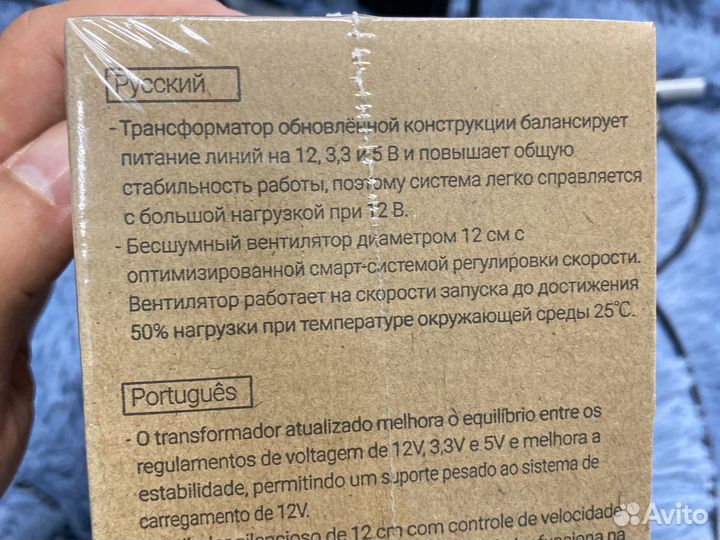 Русский
- Трансформатор обновлённой конструкции балансирует
питание линий на 12, 3,3 и 5 В и повышает общую
стабильность работы, поэтому система легко справляется
с большой нагрузкой при 12 В.
- Бесшумный вентилятор диаметром 12 см с
оптимизированной смарт-системой регулировки скорости.
Вентилятор работает на скорости запуска до достижения
50% нагрузки при температуре окружающей среды 25℃.
Português
- O transformador atualizado melhora o equilíbrio entre os
regulamentos de voltagem de 12V, 3,3V e 5V e melhora a
estabilidade, permitindo um suporte pesado ao sistema de
carregamento de 12V.
silencioso de 12 cm com controle de velocidade
funciona na
Avito